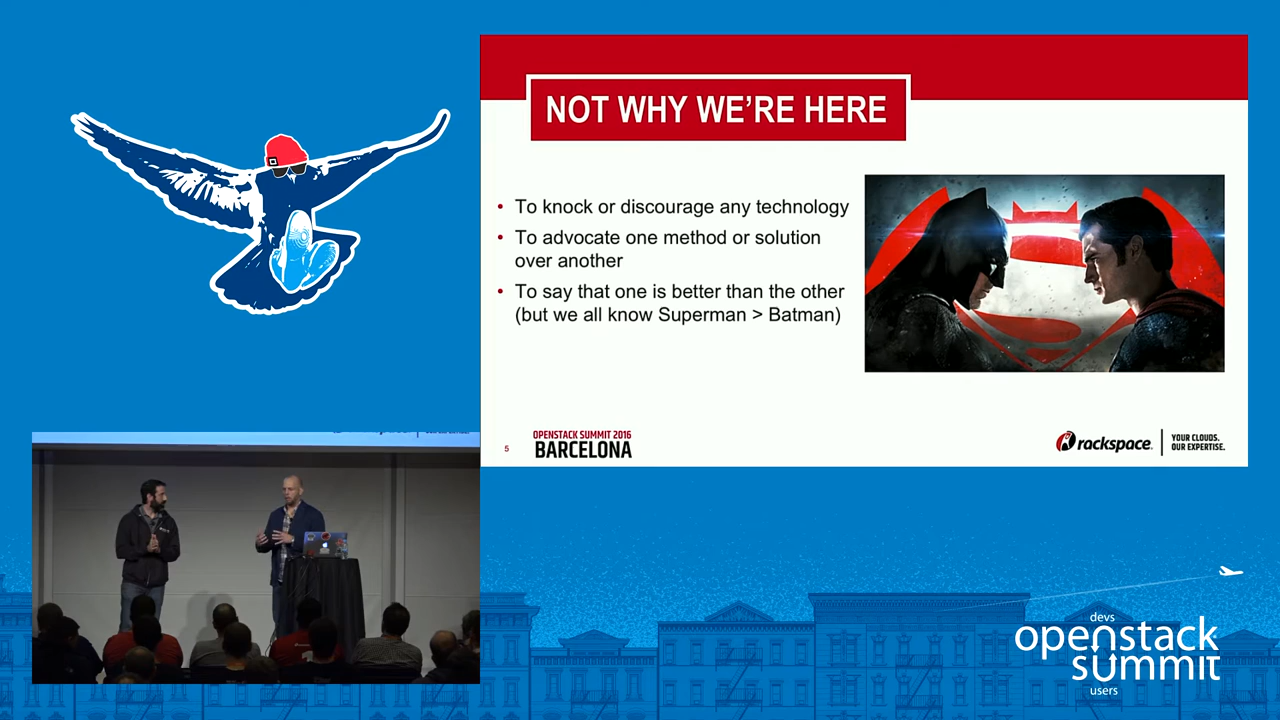 NOT WHY WE'RE HERE
• To knock or discourage any technology
• To advocate one method or solution
over another
• To say that one is better than the other
(but we all know Superman > Batman)
5
OPENSTACK SUMMIT 2016
BARCELONA
rackspace.
YOUR CLOUDS.
OUR EXPERTISE.
devs
openstack
summit
users